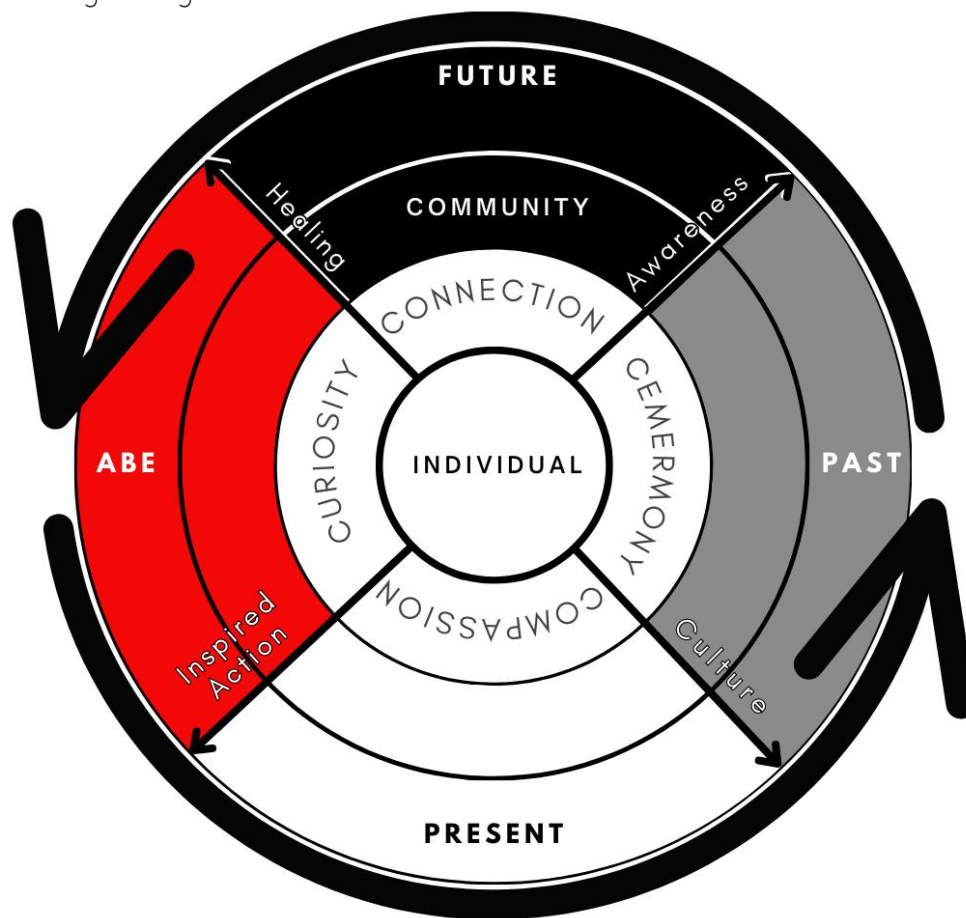 FUTURE
COMMUNITY
Healing
Awareness
CONNECTION
CURIOSITY
CEMERMONY
ABE
INDIVIDUAL
PAST
COMPASSION
Inspired
Action
Culture
PRESENT